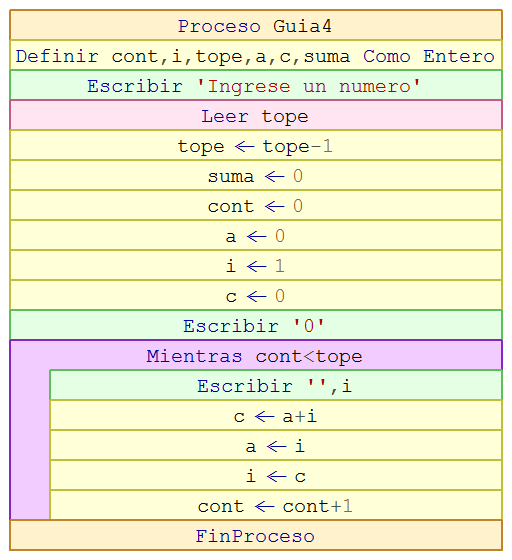 Proceso Guia4
Definir cont,i,tope,a,c,suma Como Entero
Escribir 'Ingrese un numero'
Leer tope
tope ← tope-1
suma ← 0
cont ← 0
a ← 0
i ← 1
c ← 0
Escribir '0'
Mientras cont<tope
Escribir '',i
c ← a+i
a ← i
i ← c
cont ← cont+1
FinProceso